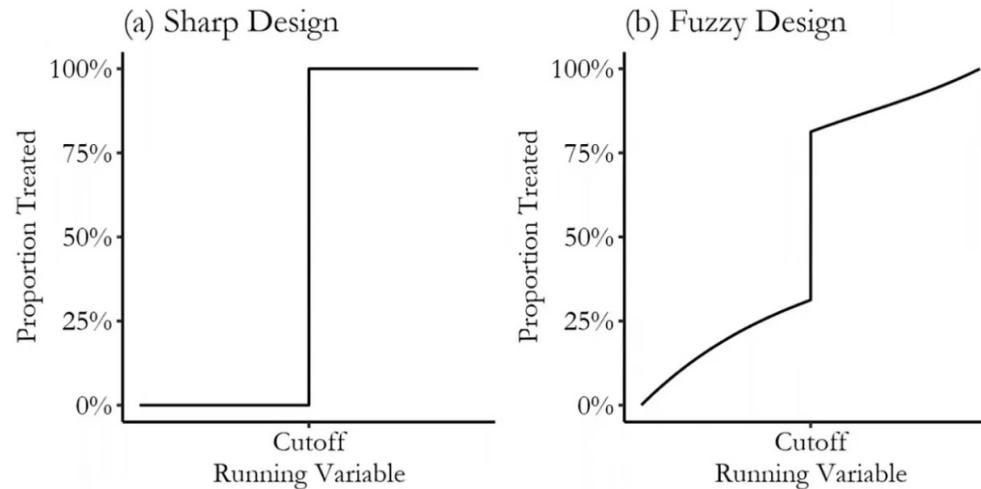 (a) Sharp Design
100%
75%
50%
25%
0%
Proportion Treated
Cutoff
Running Variable
(b) Fuzzy Design
100%
75%
50%
25%
0%
Proportion Treated
Cutoff
Running Variable